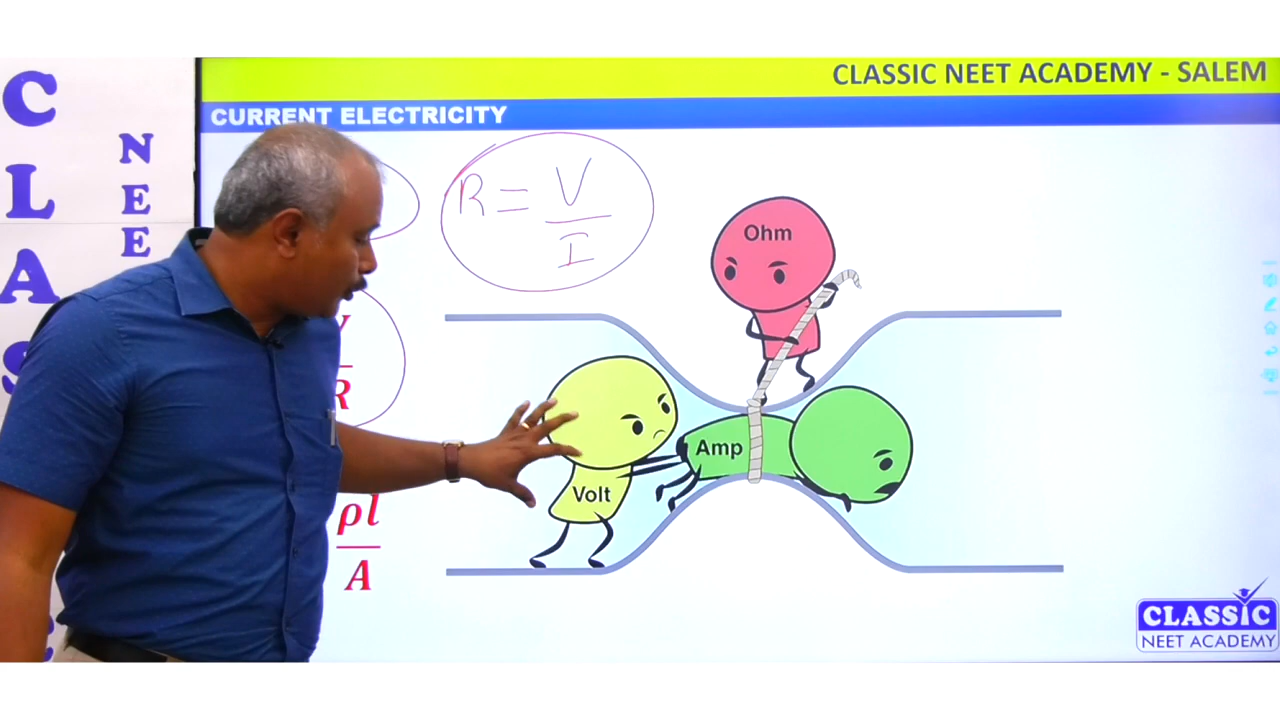 CLASSIC NEET ACADEMY - SALEM
CURRENT ELECTRICITY
C
L
A
S
N
E
E
R = V
I
Ohm
V
R
Amp
Volt
ρl
A
CLASSIC
NEET ACADEMY